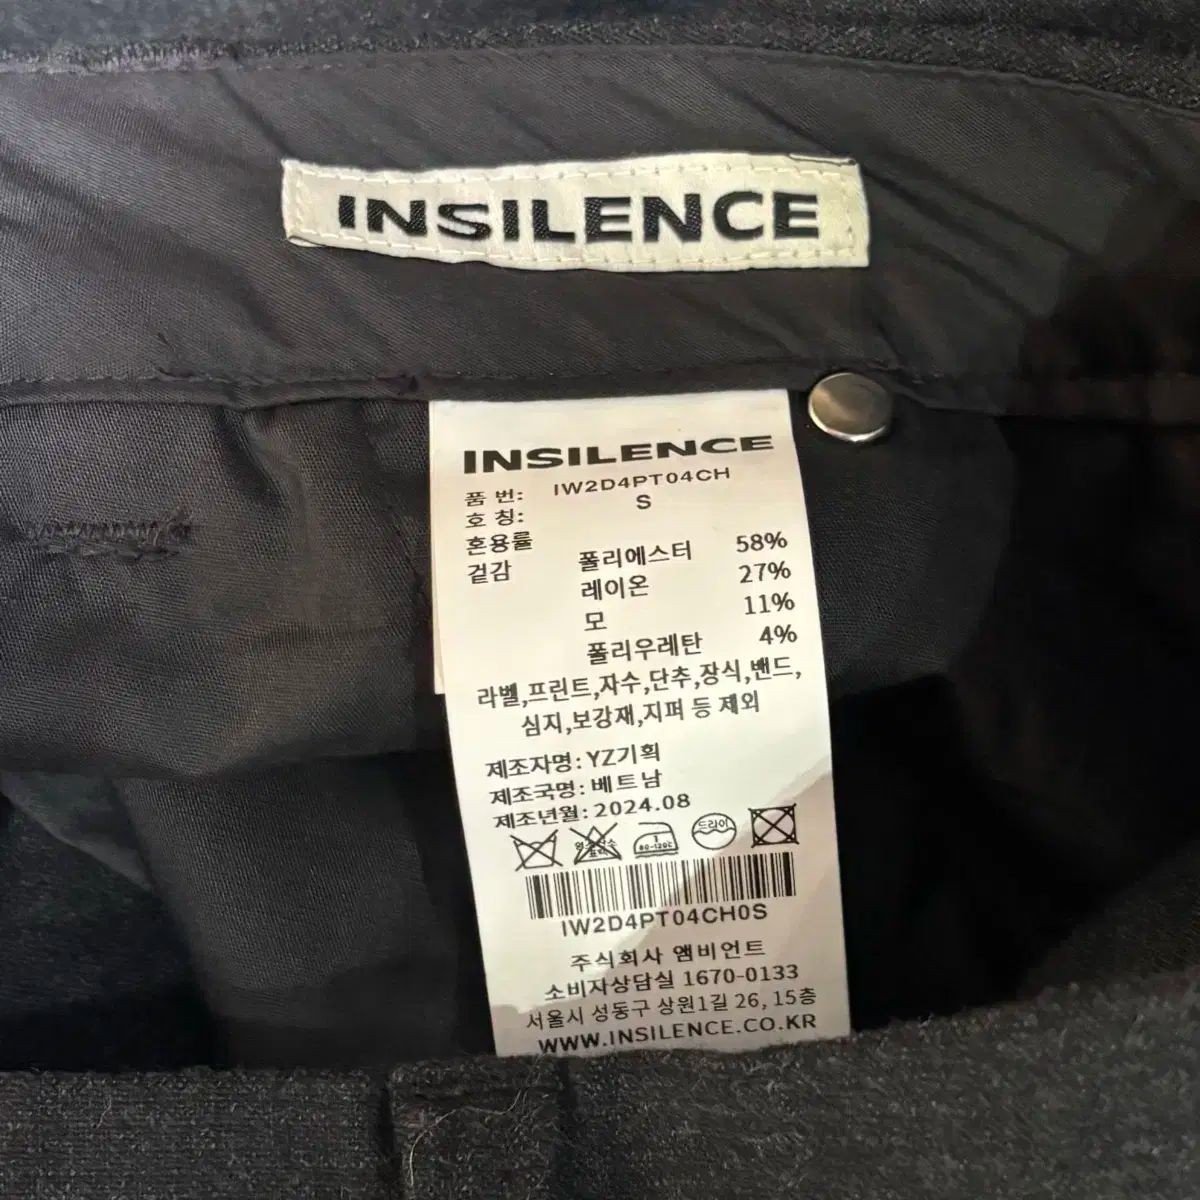 INSILENCE
INSILENCE
품 번: IW2D4PT04CH
호 칭: S
혼용률
겉감 폴리에스터 58%
레이온 27%
모 11%
폴리우레탄 4%
라벨,프린트,자수,단추,장식,밴드,
심지,보강재,지퍼 등 제외
제조자명: YZ기획
제조국명: 베트남
제조년월: 2024.08
드라이
80-120℃
IW2D4PT04CH0S
주식회사 앰비언트
소비자상담실 1670-0133
서울시 성동구 상원1길 26, 15층
WWW.INSILENCE.CO.KR